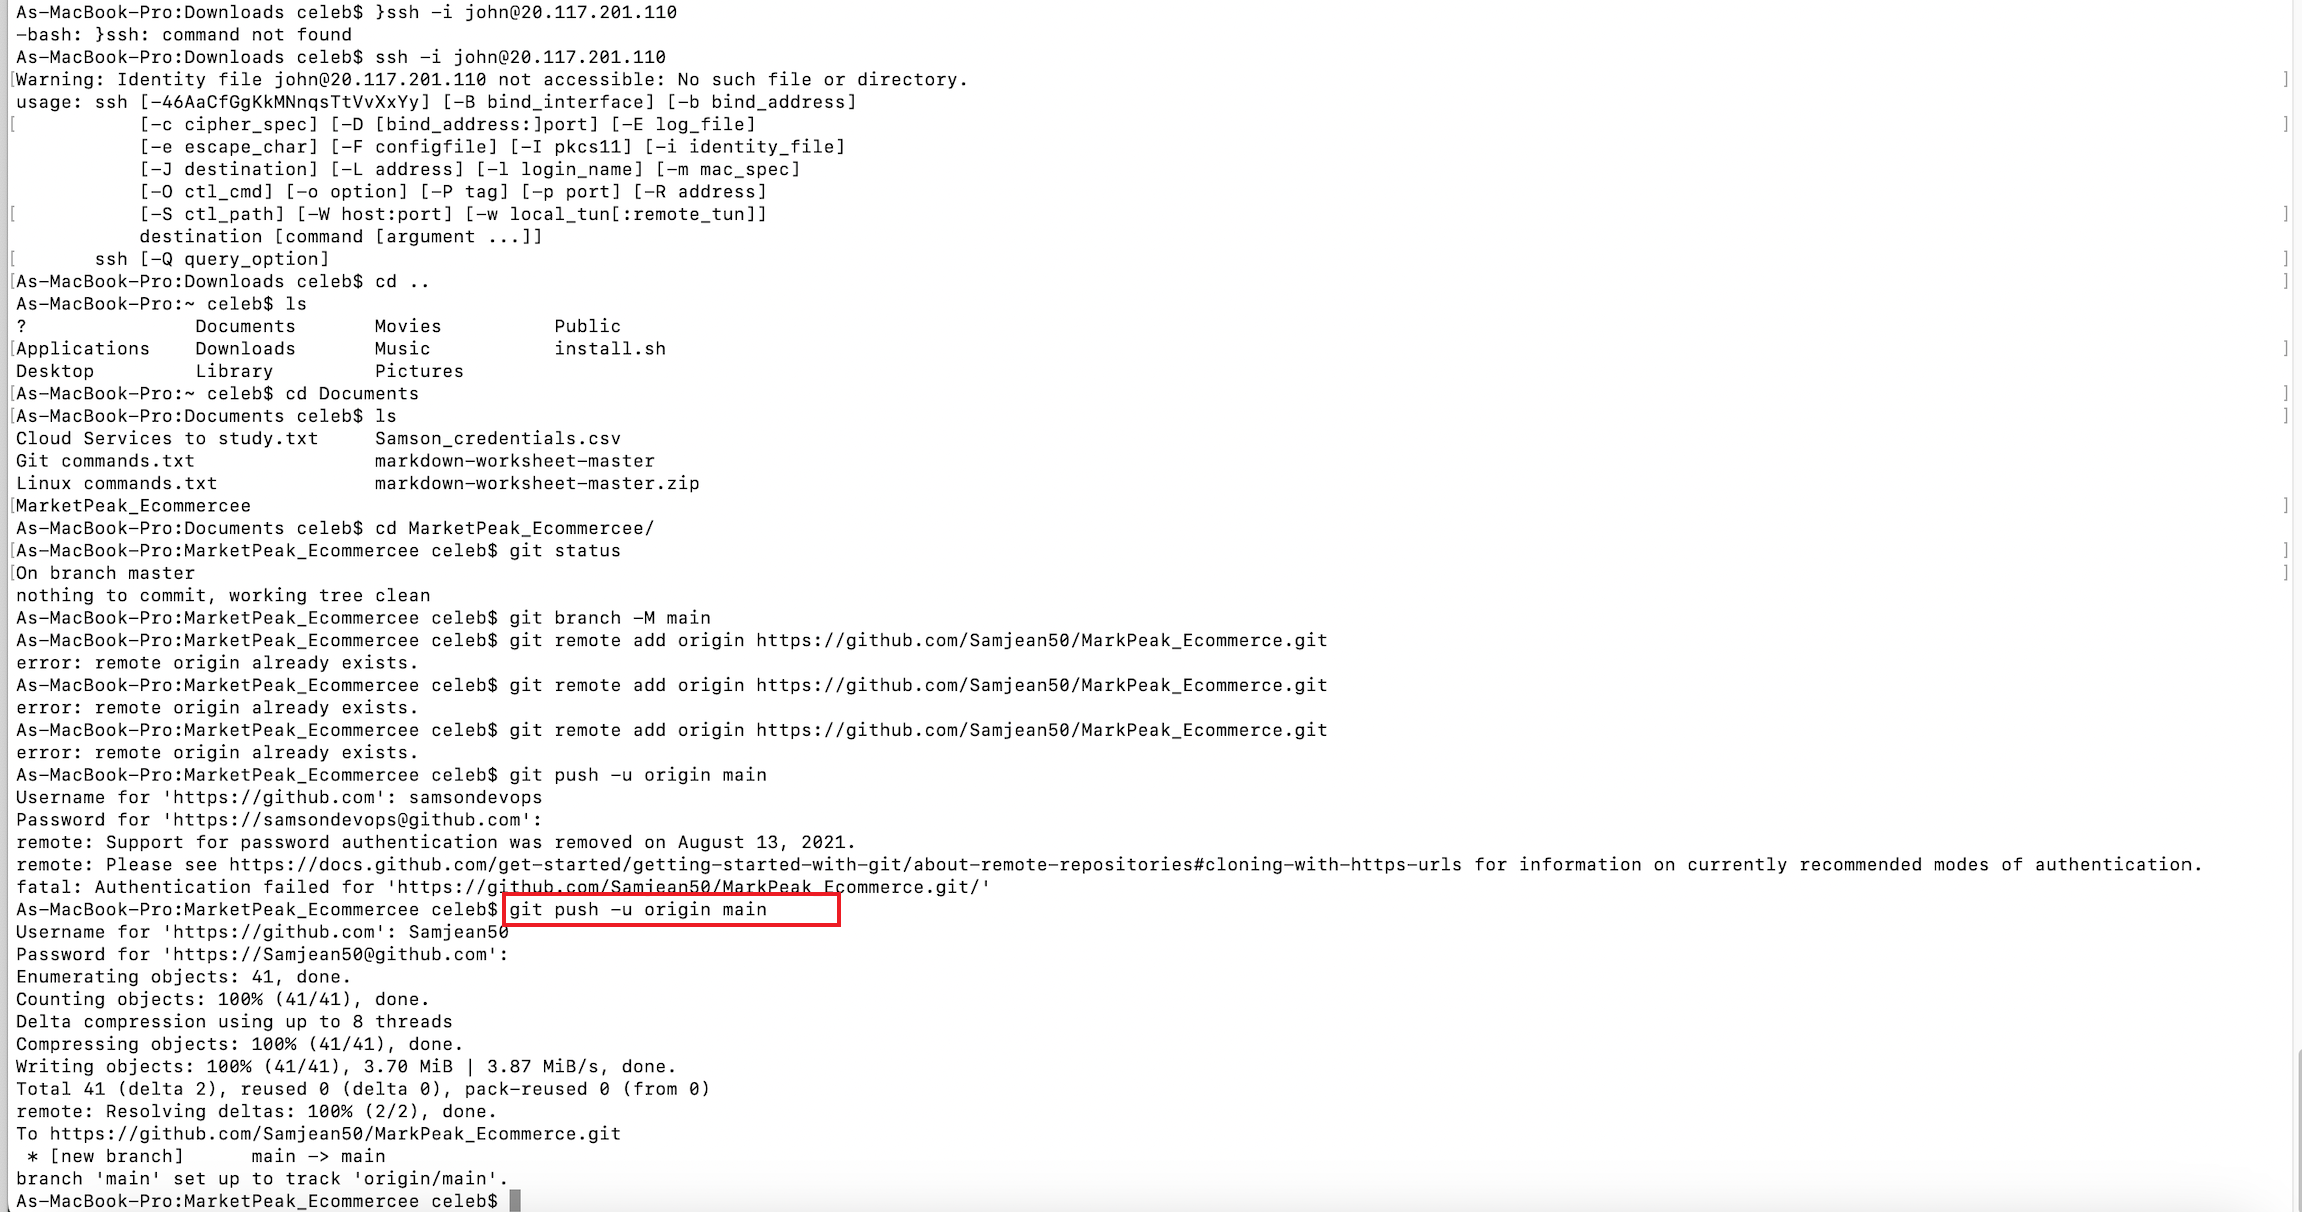 As-MacBook-Pro:Downloads celeb$ }ssh -i john@20.117.201.110
-bash: }ssh: command not found
As-MacBook-Pro:Downloads celeb$ ssh -i john@20.117.201.110
[Warning: Identity file john@20.117.201.110 not accessible: No such file or directory. ]
usage: ssh [-46AaCfGgKkMNnqsTtVvXxYy] [-B bind_interface] [-b bind_address]
[           [-c cipher_spec] [-D [bind_address:]port] [-E log_file] ]
           [-e escape_char] [-F configfile] [-I pkcs11] [-i identity_file]
           [-J destination] [-L address] [-l login_name] [-m mac_spec]
           [-O ctl_cmd] [-o option] [-P tag] [-p port] [-R address]
[           [-S ctl_path] [-W host:port] [-w local_tun[:remote_tun]] ]
           destination [command [argument ...]]
[       ssh [-Q query_option] ]
[As-MacBook-Pro:Downloads celeb$ cd .. ]
As-MacBook-Pro:~ celeb$ ls
?               Documents       Movies          Public
[Applications    Downloads       Music           install.sh ]
Desktop         Library         Pictures
[As-MacBook-Pro:~ celeb$ cd Documents ]
[As-MacBook-Pro:Documents celeb$ ls ]
Cloud Services to study.txt     Samson_credentials.csv
Git commands.txt                markdown-worksheet-master
Linux commands.txt              markdown-worksheet-master.zip
[MarketPeak_Ecommercee ]
As-MacBook-Pro:Documents celeb$ cd MarketPeak_Ecommercee/
[As-MacBook-Pro:MarketPeak_Ecommercee celeb$ git status ]
[On branch master ]
nothing to commit, working tree clean
As-MacBook-Pro:MarketPeak_Ecommercee celeb$ git branch -M main
As-MacBook-Pro:MarketPeak_Ecommercee celeb$ git remote add origin https://github.com/Samjean50/MarkPeak_Ecommerce.git
error: remote origin already exists.
As-MacBook-Pro:MarketPeak_Ecommercee celeb$ git remote add origin https://github.com/Samjean50/MarkPeak_Ecommerce.git
error: remote origin already exists.
As-MacBook-Pro:MarketPeak_Ecommercee celeb$ git remote add origin https://github.com/Samjean50/MarkPeak_Ecommerce.git
error: remote origin already exists.
As-MacBook-Pro:MarketPeak_Ecommercee celeb$ git push -u origin main
Username for 'https://github.com': samsondevops
Password for 'https://samsondevops@github.com':
remote: Support for password authentication was removed on August 13, 2021.
remote: Please see https://docs.github.com/get-started/getting-started-with-git/about-remote-repositories#cloning-with-https-urls for information on currently recommended modes of authentication.
fatal: Authentication failed for 'https://github.com/Samjean50/MarkPeak_Ecommerce.git/'
As-MacBook-Pro:MarketPeak_Ecommercee celeb$ git push -u origin main
Username for 'https://github.com': Samjean50
Password for 'https://Samjean50@github.com':
Enumerating objects: 41, done.
Counting objects: 100% (41/41), done.
Delta compression using up to 8 threads
Compressing objects: 100% (41/41), done.
Writing objects: 100% (41/41), 3.70 MiB | 3.87 MiB/s, done.
Total 41 (delta 2), reused 0 (delta 0), pack-reused 0 (from 0)
remote: Resolving deltas: 100% (2/2), done.
To https://github.com/Samjean50/MarkPeak_Ecommerce.git
 * [new branch]      main -> main
branch 'main' set up to track 'origin/main'.
As-MacBook-Pro:MarketPeak_Ecommercee celeb$